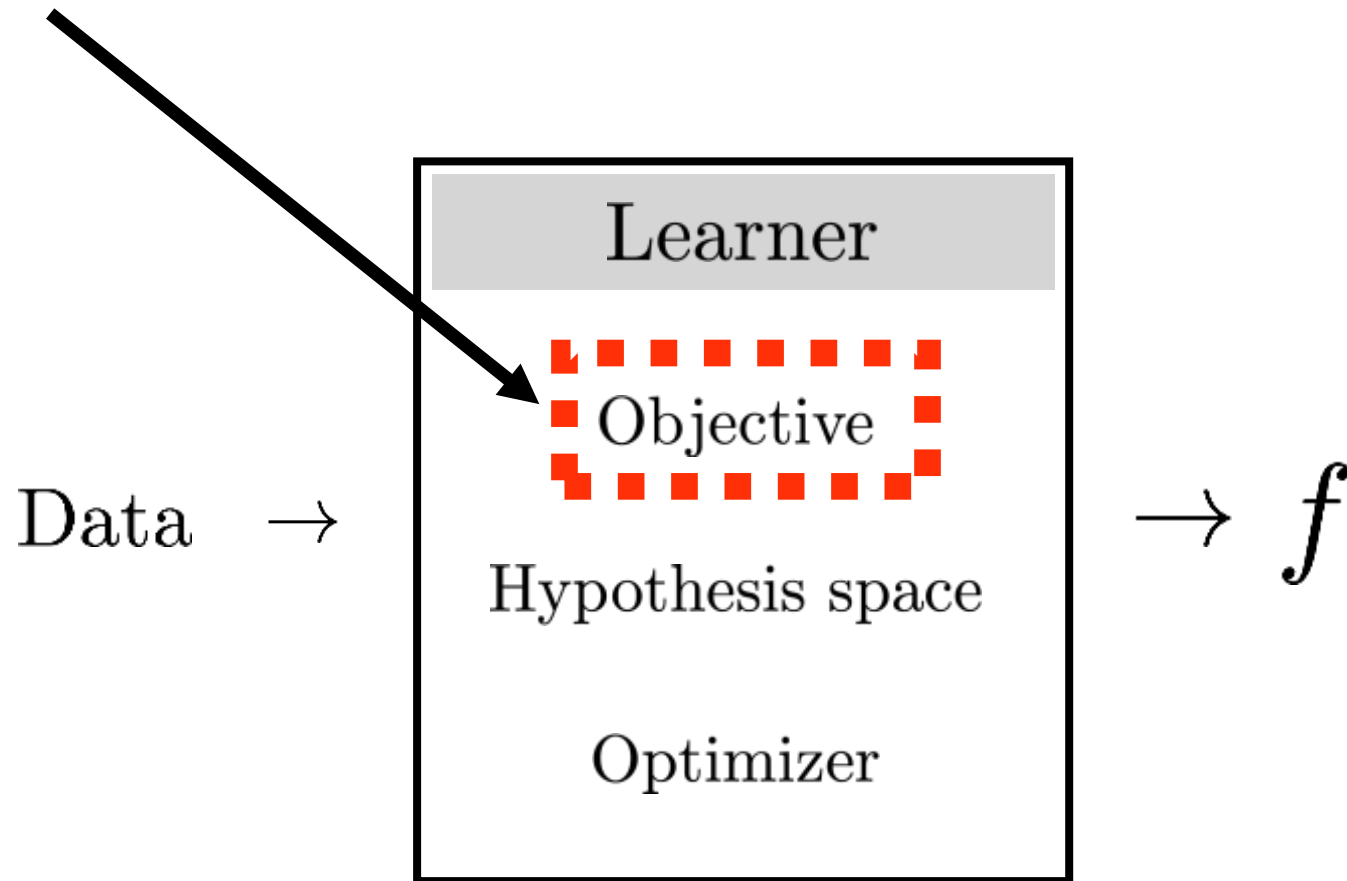 Learner
Objective
Data →
Hypothesis space
→ f
Optimizer